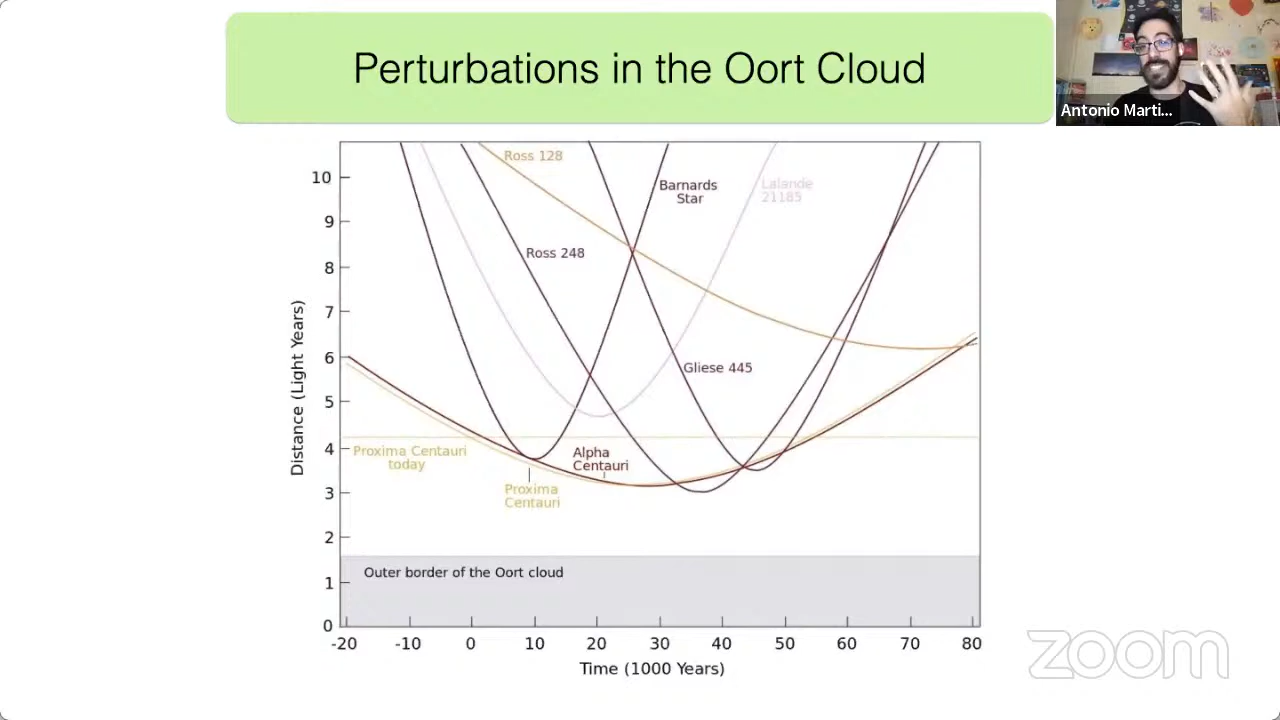 Perturbations in the Oort Cloud
Antonio Marti...
Ross 128
Barnards
Star
Lalande
21185
Ross 248
Gliese 445
Proxima Centauri
today
Alpha
Centauri
Proxima
Centauri
Outer border of the Oort cloud
Distance (Light Years)
10
9
8
7
6
5
4
3
2
1
0
-20 -10 0 10 20 30 40 50 60 70 80
Time (1000 Years)
zoom